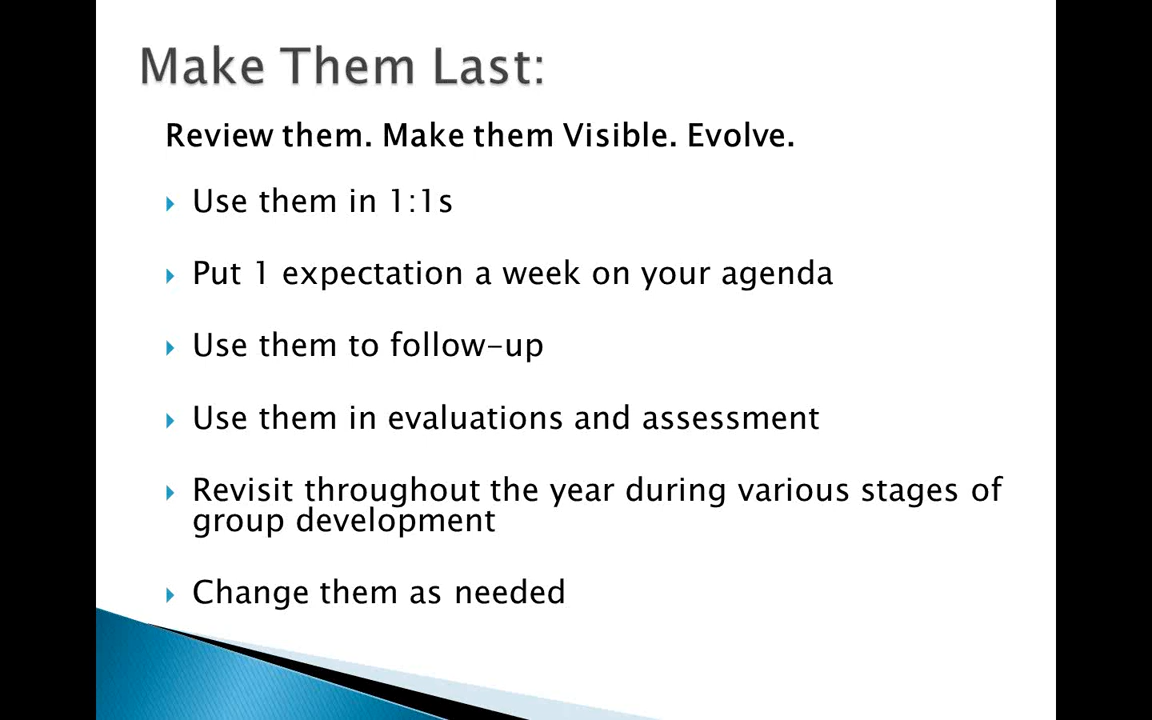 Make Them Last:
Review them. Make them Visible. Evolve.
Use them in 1:1s
Put 1 expectation a week on your agenda
Use them to follow-up
Use them in evaluations and assessment
Revisit throughout the year during various stages of
group development
Change them as needed